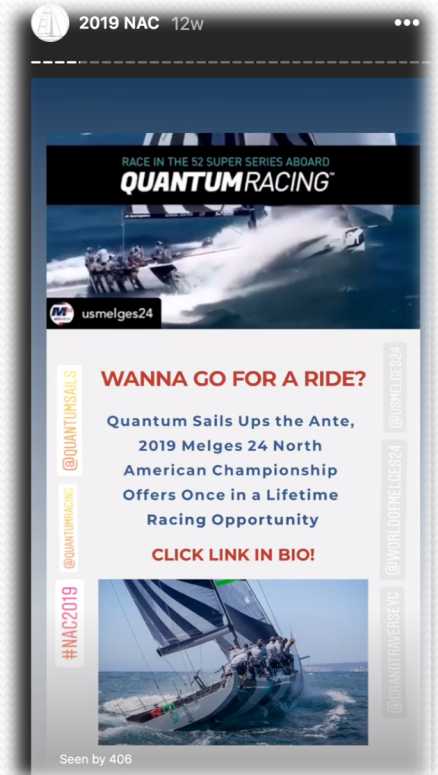 2019 NAC 12w
RACE IN THE 52 SUPER SERIES ABOARD
QUANTUM RACING™
usmelges24
WANNA GO FOR A RIDE?
Quantum Sails Ups the Ante,
2019 Melges 24 North
American Championship
Offers Once in a Lifetime
Racing Opportunity
CLICK LINK IN BIO!
@QUANTUMSAILS
@QUANTUMRACING
#NAC2019
@USMELGES24
@WORLDOFMELGES24
@GRANDTRAVERSEYC
Seen by 406